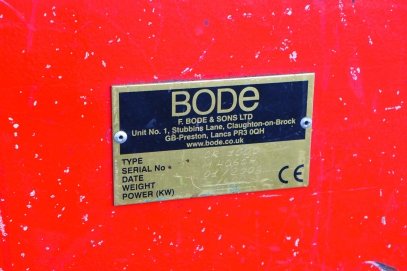 BODE
F. BODE & SONS LTD
Unit No. 1, Stubbins Lane, Claughton-on-Brock
GB-Preston, Lancs PR3 0QH
www.bode.co.uk
TYPE
SERIAL No
DATE
WEIGHT
POWER (KW)
CE